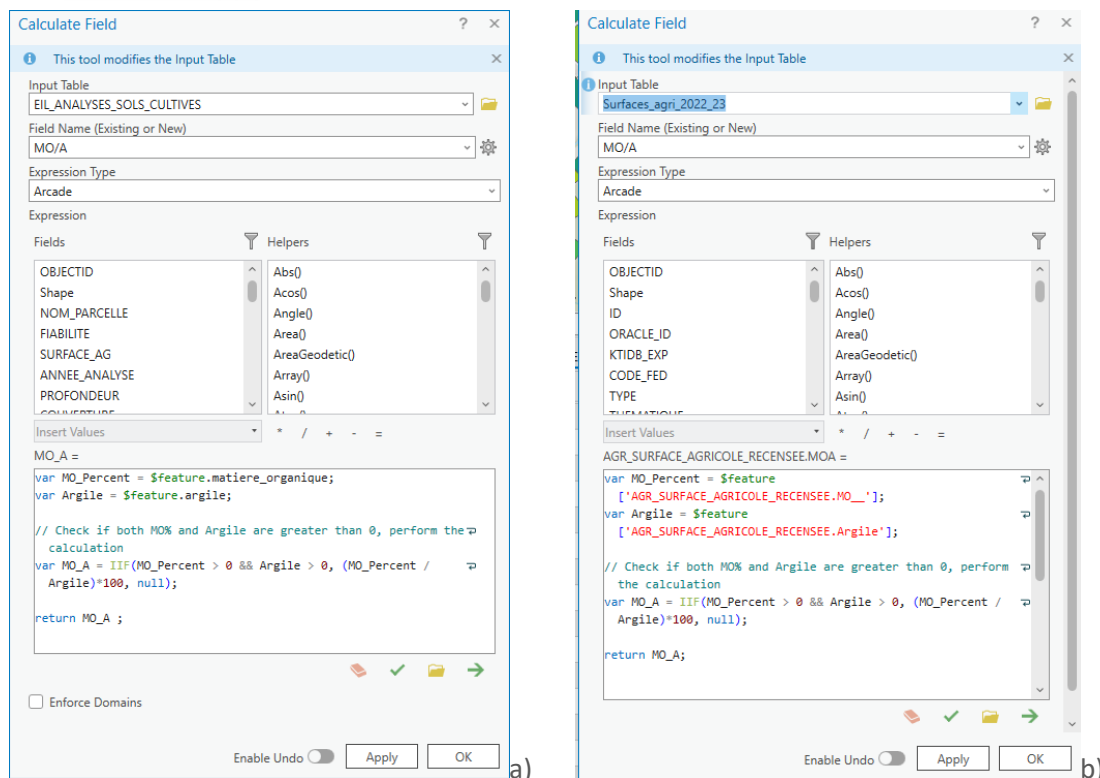 Calculate Field ? ×
This tool modifies the Input Table ×
Input Table
EIL_ANALYSES_SOLS_CULTIVES
Field Name (Existing or New)
MO/A
Expression Type
Arcade
Expression
Fields
Helpers
OBJECTID
Shape
NOM_PARCELLE
FIABILITE
SURFACE_AG
ANNEE_ANALYSE
PROFONDEUR
COUVERTURE
Abs()
Acos()
Angle()
Area()
AreaGeodetic()
Array()
Asin()
Insert Values * / + - =
MO_A =
var MO_Percent = $feature.matiere_organique;
var Argile = $feature.argile;
// Check if both MO% and Argile are greater than 0, perform the
calculation
var MO_A = IIF(MO_Percent > 0 && Argile > 0, (MO_Percent /
Argile)*100, null);
return MO_A ;
Enforce Domains
Enable Undo Apply OK
a)
Calculate Field ? ×
This tool modifies the Input Table ×
Input Table
Surfaces_agri_2022_23
Field Name (Existing or New)
MO/A
Expression Type
Arcade
Expression
Fields
Helpers
OBJECTID
Shape
ID
ORACLE_ID
KTIDB_EXP
CODE_FED
TYPE
THEMATIQUE
Abs()
Acos()
Angle()
Area()
AreaGeodetic()
Array()
Asin()
Insert Values * / + - =
AGR_SURFACE_AGRICOLE_RECENSEE.MOA =
var MO_Percent = $feature
['AGR_SURFACE_AGRICOLE_RECENSEE.MO__'];
var Argile = $feature
['AGR_SURFACE_AGRICOLE_RECENSEE.Argile'];
// Check if both MO% and Argile are greater than 0, perform
the calculation
var MO_A = IIF(MO_Percent > 0 && Argile > 0, (MO_Percent /
Argile)*100, null);
return MO_A;
Enable Undo Apply OK
b)